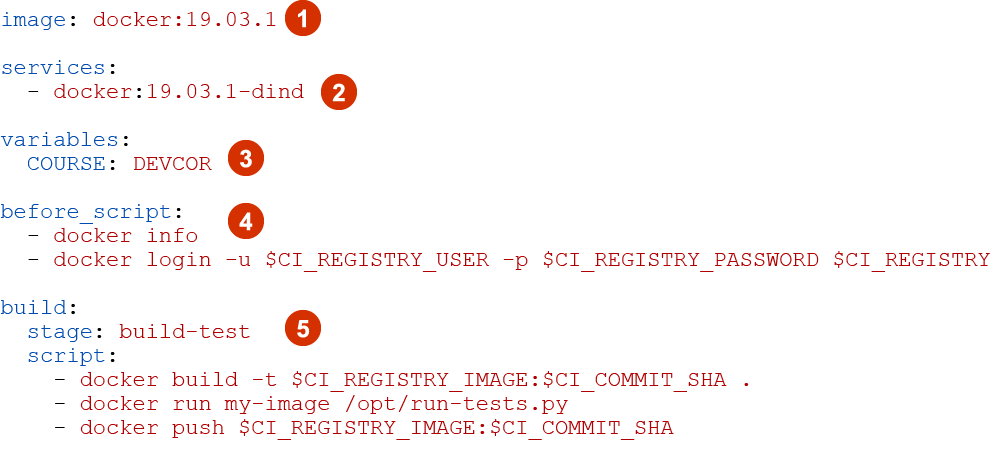 image: docker:19.03.1 1
services:
  - docker:19.03.1-dind 2
variables:
  COURSE: DEVCOR 3
before_script: 4
  - docker info
  - docker login -u $CI_REGISTRY_USER -p $CI_REGISTRY_PASSWORD $CI_REGISTRY
build:
  stage: build-test 5
  script:
    - docker build -t $CI_REGISTRY_IMAGE:$CI_COMMIT_SHA .
    - docker run my-image /opt/run-tests.py
    - docker push $CI_REGISTRY_IMAGE:$CI_COMMIT_SHA